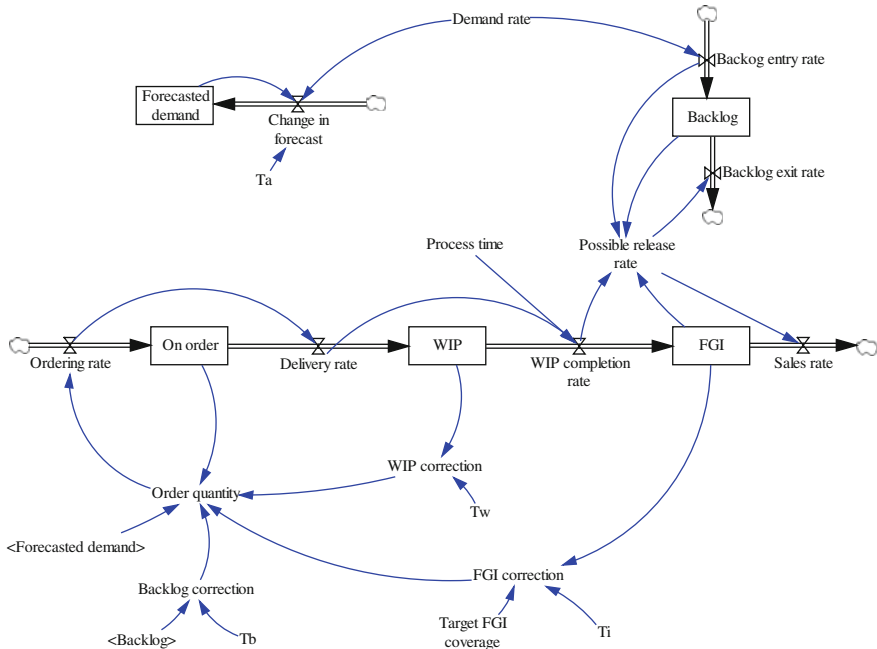 Demand rate
Backog entry rate
Forecasted
demand
Change in
forecast
Backlog
Ta
Backlog exit rate
Process time
Possible release
rate
On order
WIP
FGI
Ordering rate
Delivery rate
WIP completion
rate
Sales rate
WIP correction
Order quantity
Tw
<Forecasted demand>
FGI correction
Backlog correction
Target FGI
coverage
Ti
<Backlog>
Tb